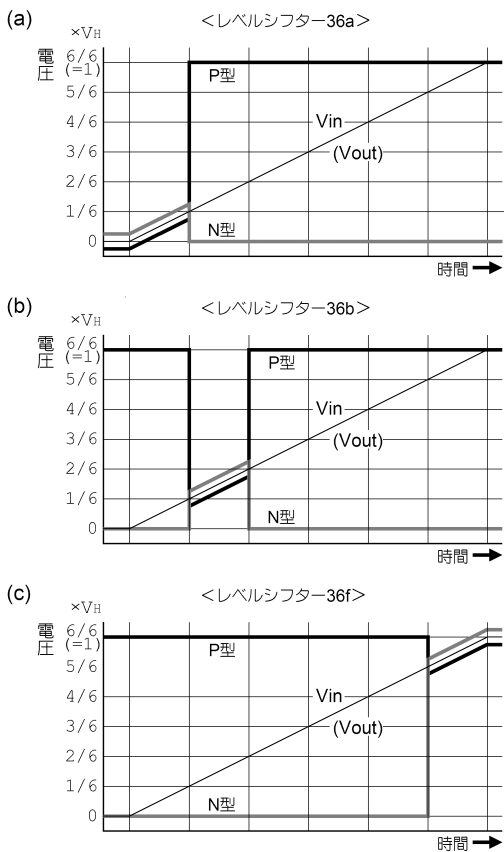 (a)
＜レベルシフター36a＞
×VH
電圧
6/6
(=1)
5/6
4/6
3/6
2/6
1/6
0
P型
Vin
(Vout)
N型
時間
(b)
＜レベルシフター36b＞
×VH
電圧
6/6
(=1)
5/6
4/6
3/6
2/6
1/6
0
P型
Vin
(Vout)
N型
時間
(c)
＜レベルシフター36f＞
×VH
電圧
6/6
(=1)
5/6
4/6
3/6
2/6
1/6
0
P型
Vin
(Vout)
N型
時間